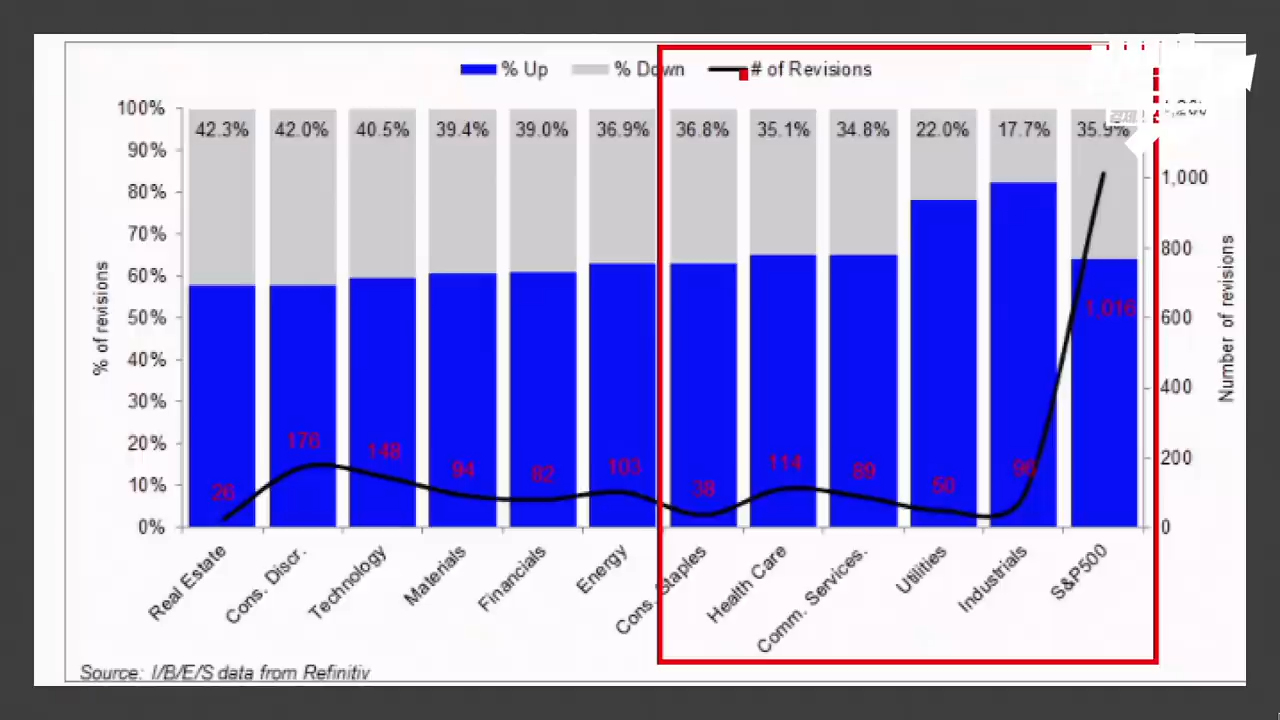 % Up % Down # of Revisions
100% 42.3% 42.0% 40.5% 39.4% 39.0% 36.9% 36.8% 35.1% 34.8% 22.0% 17.7% 35.9%
90%
80% 1,000
70% 800
60%
50% 1,016 600
40% 400
30%
20% 176 148 94 82 103 114 89 200
10% 26 38 50 96
0% 0
% of revisions
Number of revisions
Real Estate
Cons. Discr.
Technology
Materials
Financials
Energy
Cons. Staples
Health Care
Comm. Services.
Utilities
Industrials
S&P500
Source: I/B/E/S data from Refinitiv